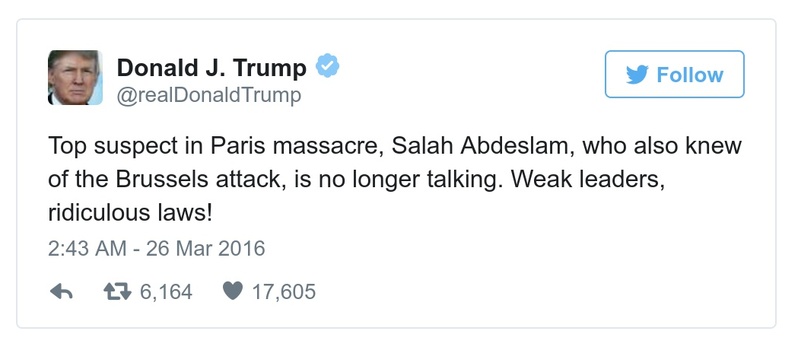 Donald J. Trump
@realDonaldTrump
Follow
Top suspect in Paris massacre, Salah Abdeslam, who also knew
of the Brussels attack, is no longer talking. Weak leaders,
ridiculous laws!
2:43 AM - 26 Mar 2016
6,164 17,605